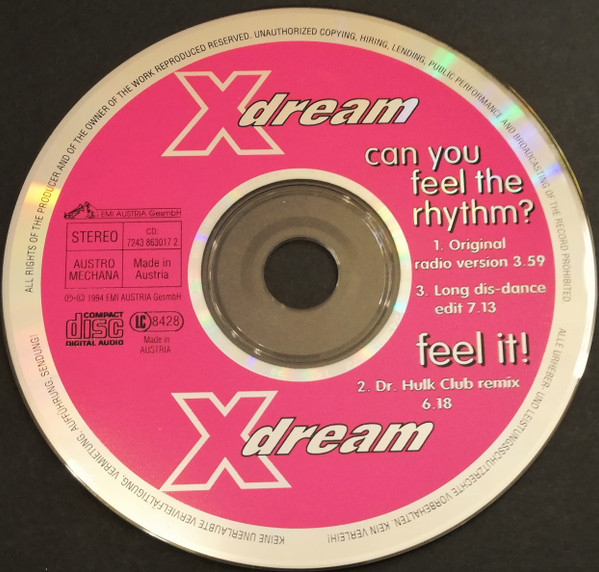 ALL RIGHTS OF THE PRODUCER AND OF THE OWNER OF THE WORK REPRODUCED RESERVED. UNAUTHORIZED COPYING, HIRING, LENDING, PUBLIC PERFORMANCE AND BROADCASTING OF THE RECORD PROHIBITED.
X dream
can you
feel the
rhythm?
1. Original
radio version 3.59
3. Long dis-dance
edit 7.13
feel it!
2. Dr. Hulk Club remix
6.18
EMI AUSTRIA GesmbH
STEREO
CD:
7243 863017 2
AUSTRO
MECHANA
Made in
Austria
℗+© 1994 EMI AUSTRIA GesmbH
COMPACT
disc
DIGITAL AUDIO
LC 8428
Made in
AUSTRIA
X dream
ALLE URHEBER- UND LEISTUNGSSCHUTZRECHTE VORBEHALTEN. KEIN VERLEIH!
KEINE UNERLAUBTE VERVIELFÄLTIGUNG, VERMIETUNG, AUFFÜHRUNG, SENDUNG!